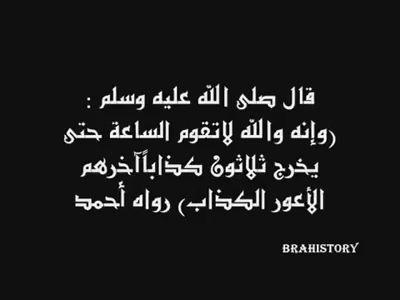 قال صلى الله عليه وسلم :
(وإنه والله لاتقوم الساعة حتى
يخرج ثلاثون كذاباًآخرهم
الأعور الكذاب) رواه أحمد
BRAHISTORY